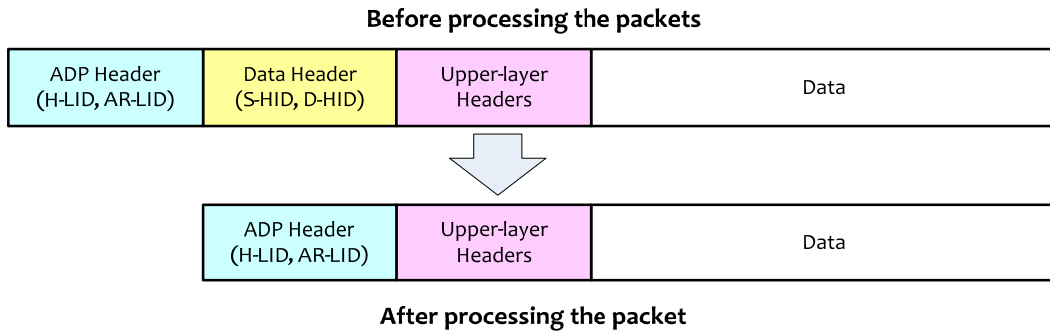 Before processing the packets
ADP Header
(H-LID, AR-LID)
Data Header
(S-HID, D-HID)
Upper-layer
Headers
Data
ADP Header
(H-LID, AR-LID)
Upper-layer
Headers
Data
After processing the packet